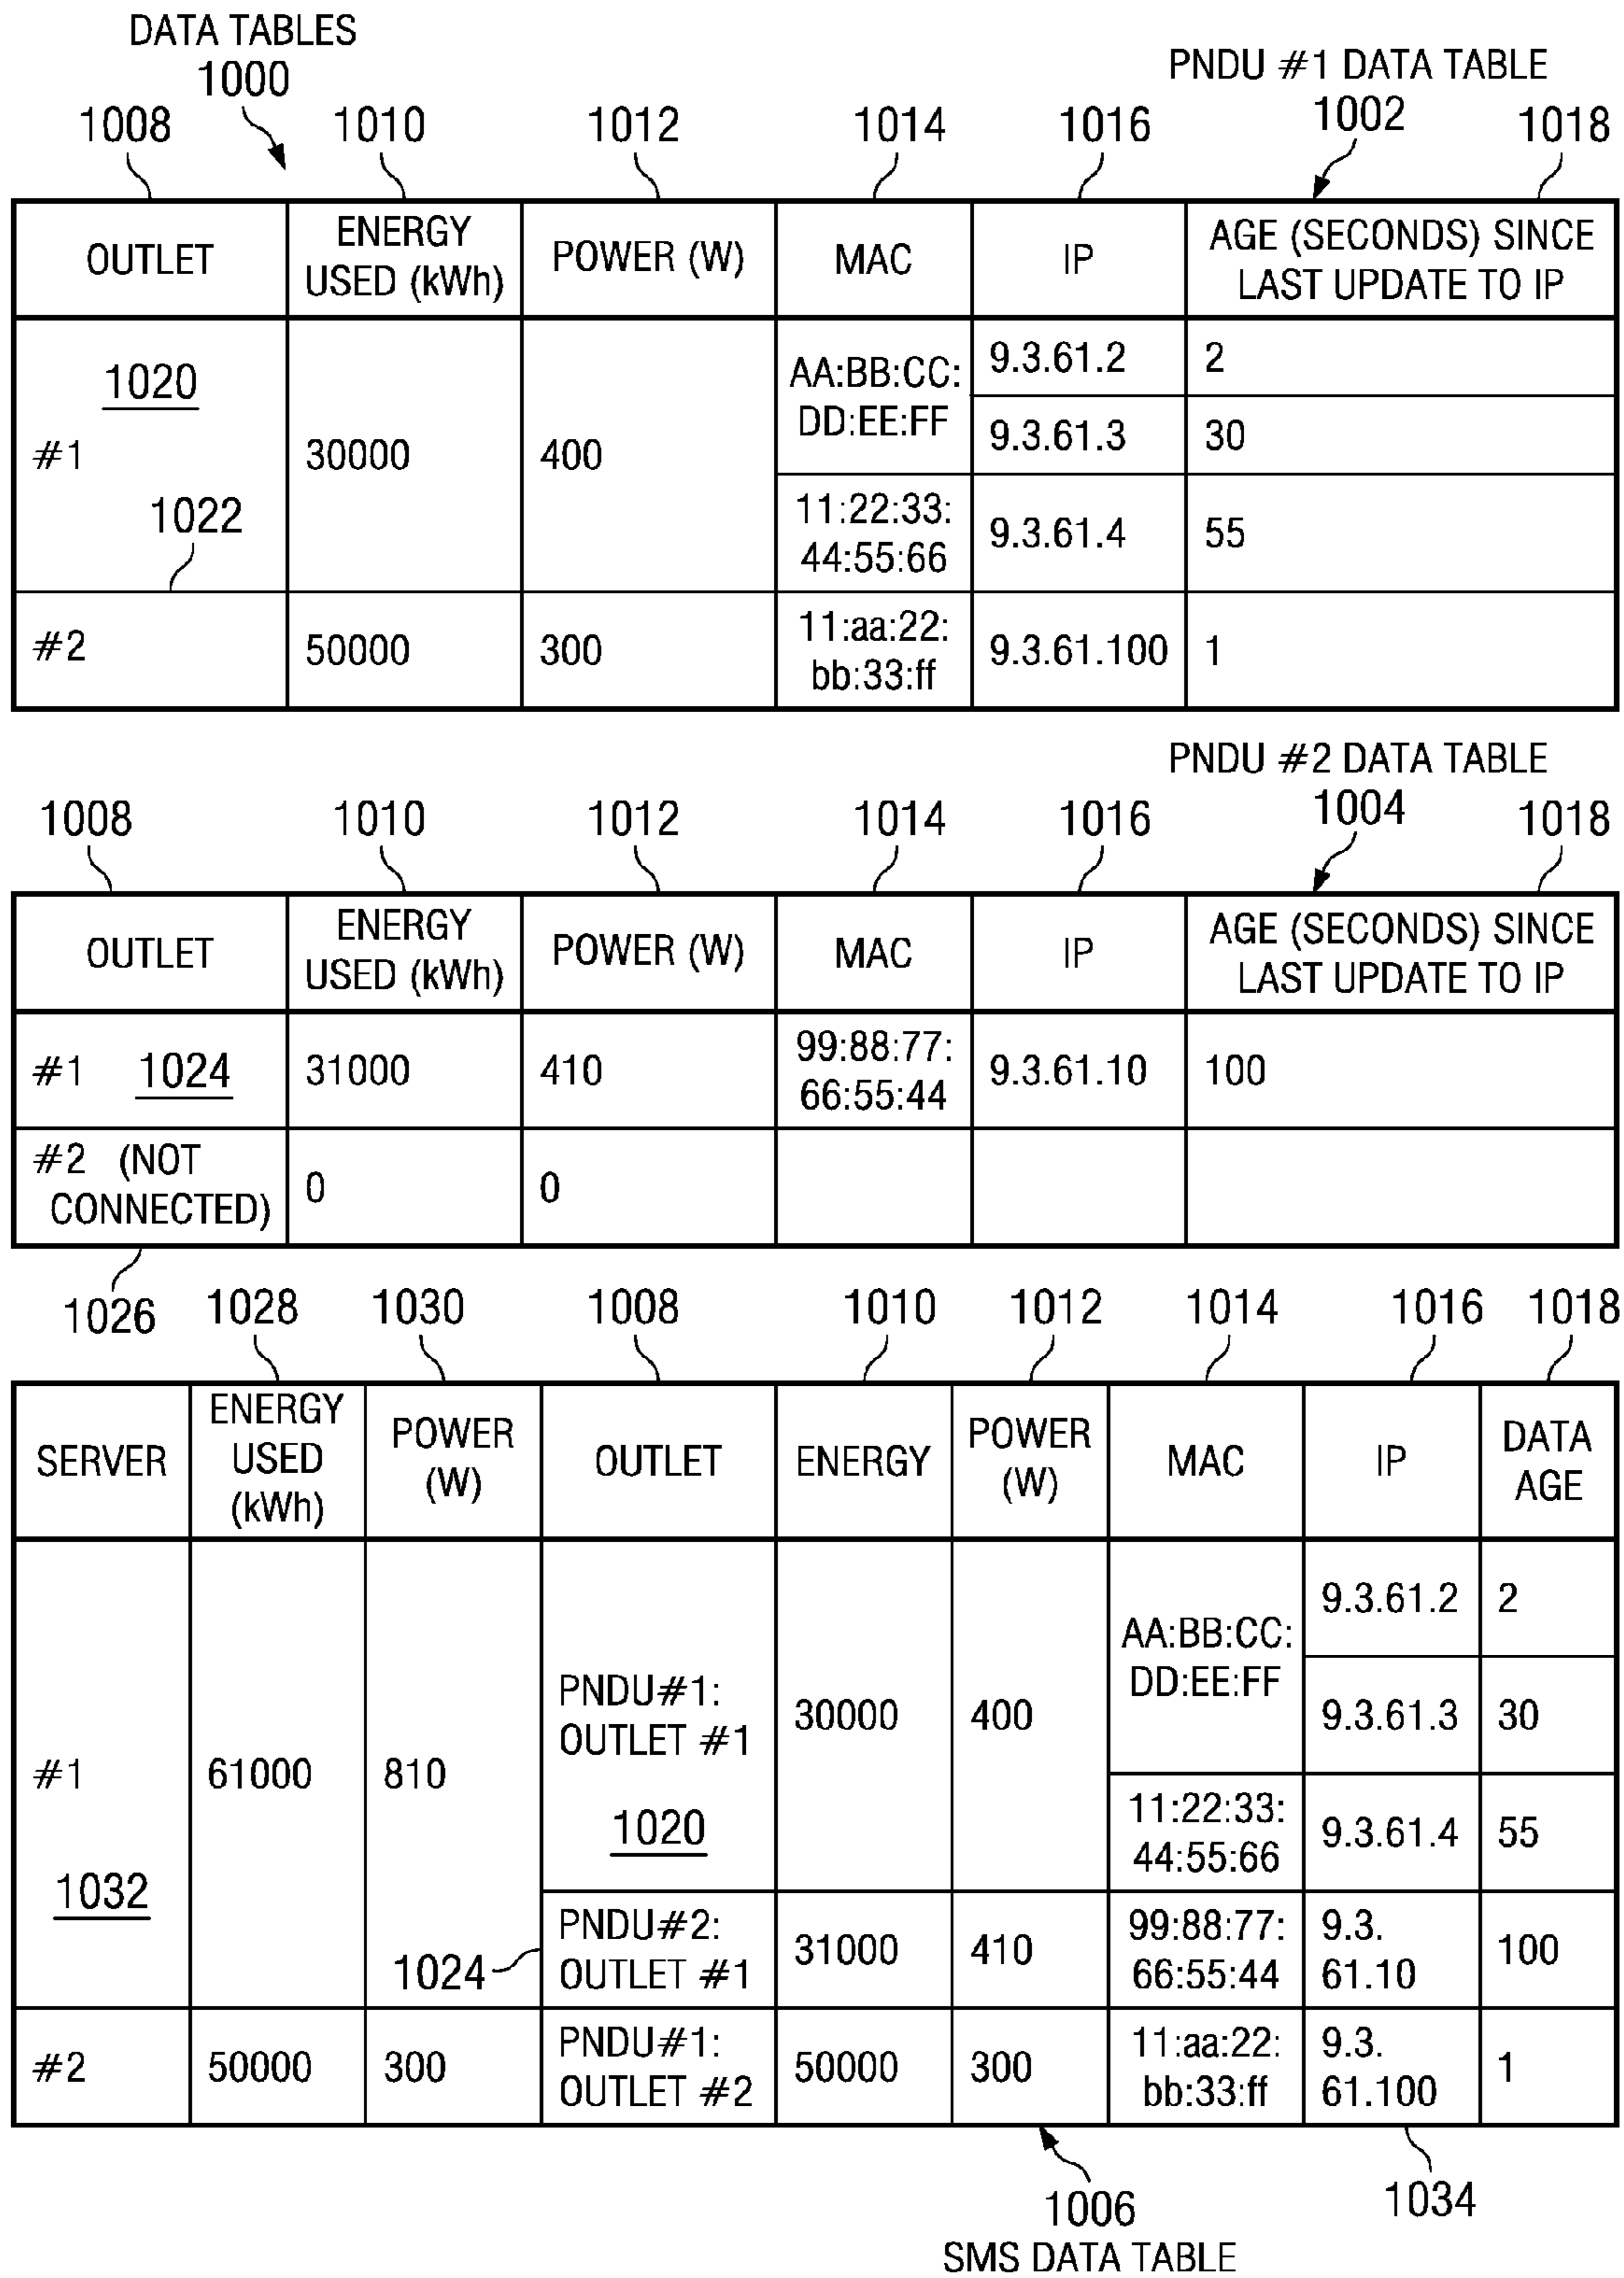 DATA TABLES
1000
PNDU #1 DATA TABLE
1002
1008 1010 1012 1014 1016 1018
OUTLET
ENERGY
USED (kWh)
POWER (W)
MAC
IP
AGE (SECONDS) SINCE
LAST UPDATE TO IP
1020
#1
1022
30000
400
AA:BB:CC:
DD:EE:FF
9.3.61.2
2
9.3.61.3
30
11:22:33:
44:55:66
9.3.61.4
55
#2
50000
300
11:aa:22:
bb:33:ff
9.3.61.100
1
PNDU #2 DATA TABLE
1004
1008 1010 1012 1014 1016 1018
OUTLET
ENERGY
USED (kWh)
POWER (W)
MAC
IP
AGE (SECONDS) SINCE
LAST UPDATE TO IP
#1 1024
31000
410
99:88:77:
66:55:44
9.3.61.10
100
#2 (NOT
CONNECTED)
0
0
1026 1028 1030 1008 1010 1012 1014 1016 1018
SERVER
ENERGY
USED
(kWh)
POWER
(W)
OUTLET
ENERGY
POWER
(W)
MAC
IP
DATA
AGE
#1
1032
61000
810
PNDU#1:
OUTLET #1
1020
30000
400
AA:BB:CC:
DD:EE:FF
9.3.61.2
2
9.3.61.3
30
11:22:33:
44:55:66
9.3.61.4
55
1024
PNDU#2:
OUTLET #1
31000
410
99:88:77:
66:55:44
9.3.
61.10
100
#2
50000
300
PNDU#1:
OUTLET #2
50000
300
11:aa:22:
bb:33:ff
9.3.
61.100
1
1006
SMS DATA TABLE
1034